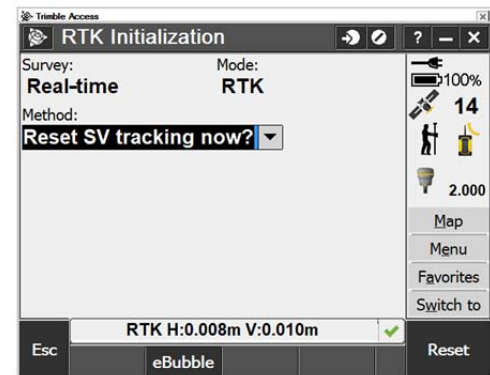 Trimble Access
RTK Initialization
? – ×
Survey:
Mode:
Real-time
RTK
Method:
Reset SV tracking now?
100%
14
2.000
Map
Menu
Favorites
Switch to
RTK H:0.008m V:0.010m
Esc
eBubble
Reset